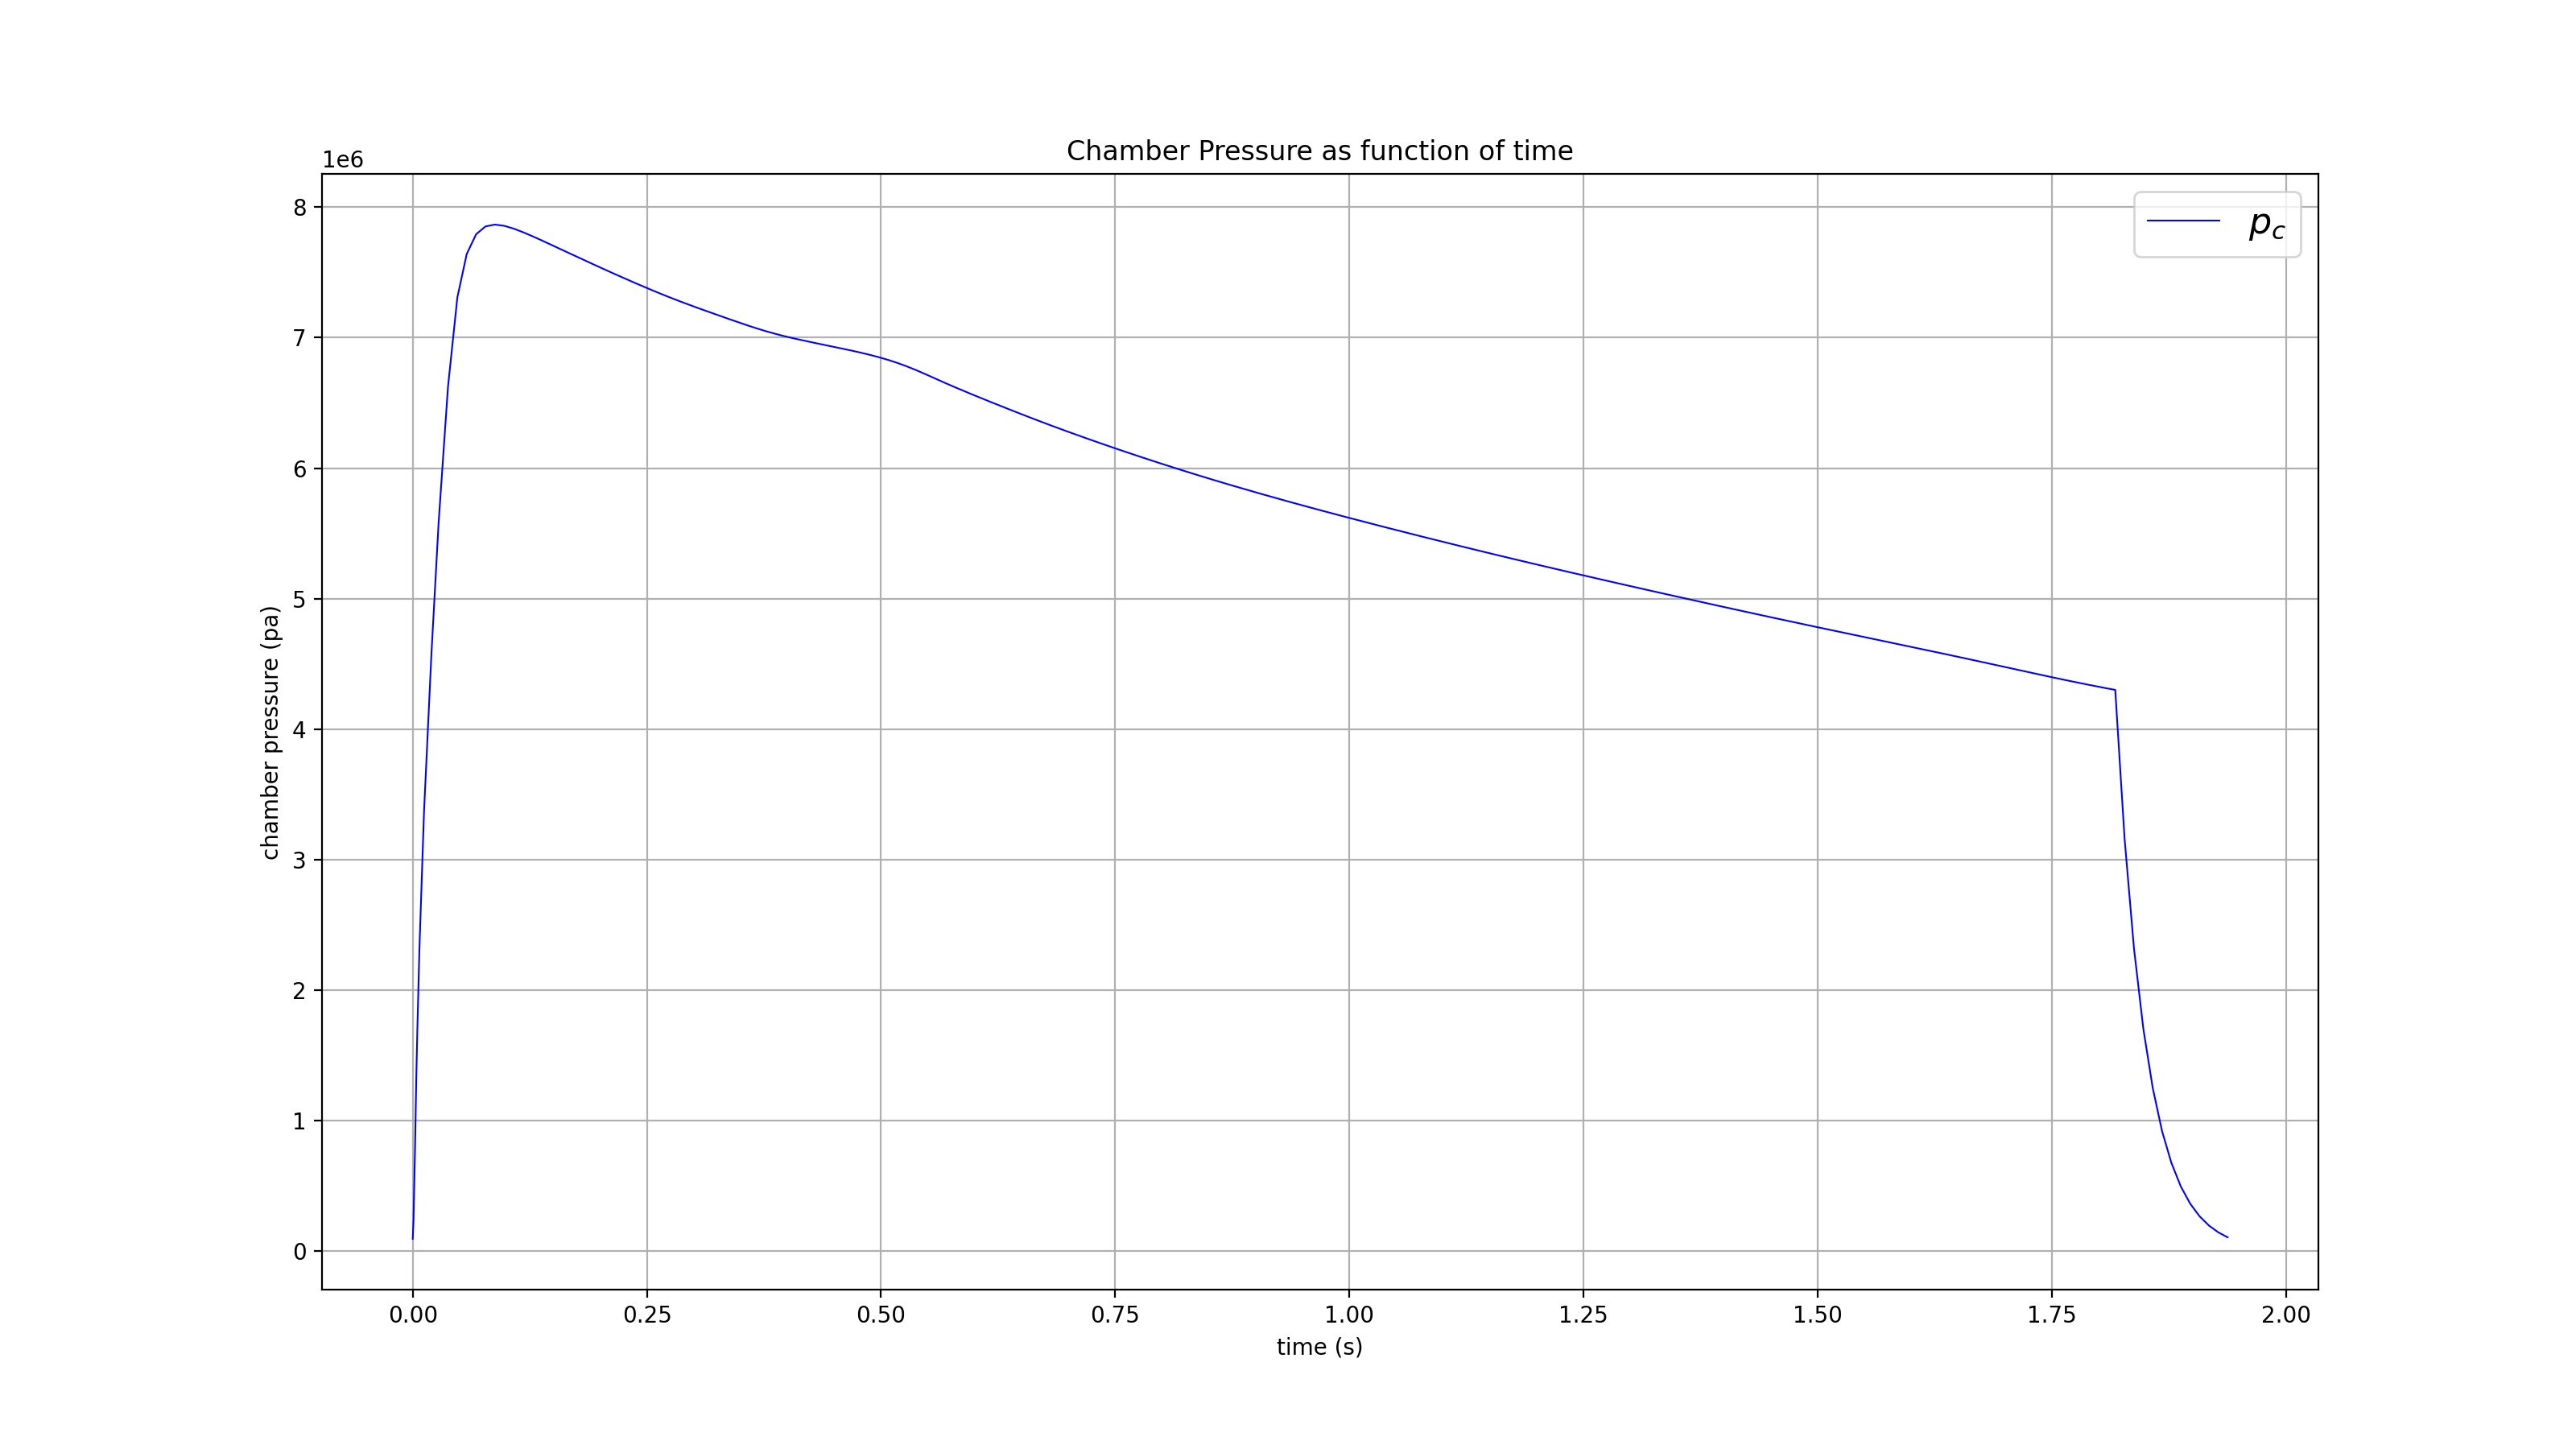 Chamber Pressure as function of time
1e6
8
7
6
5
4
3
2
1
0
chamber pressure (pa)
p_c
0.00 0.25 0.50 0.75 1.00 1.25 1.50 1.75 2.00
time (s)